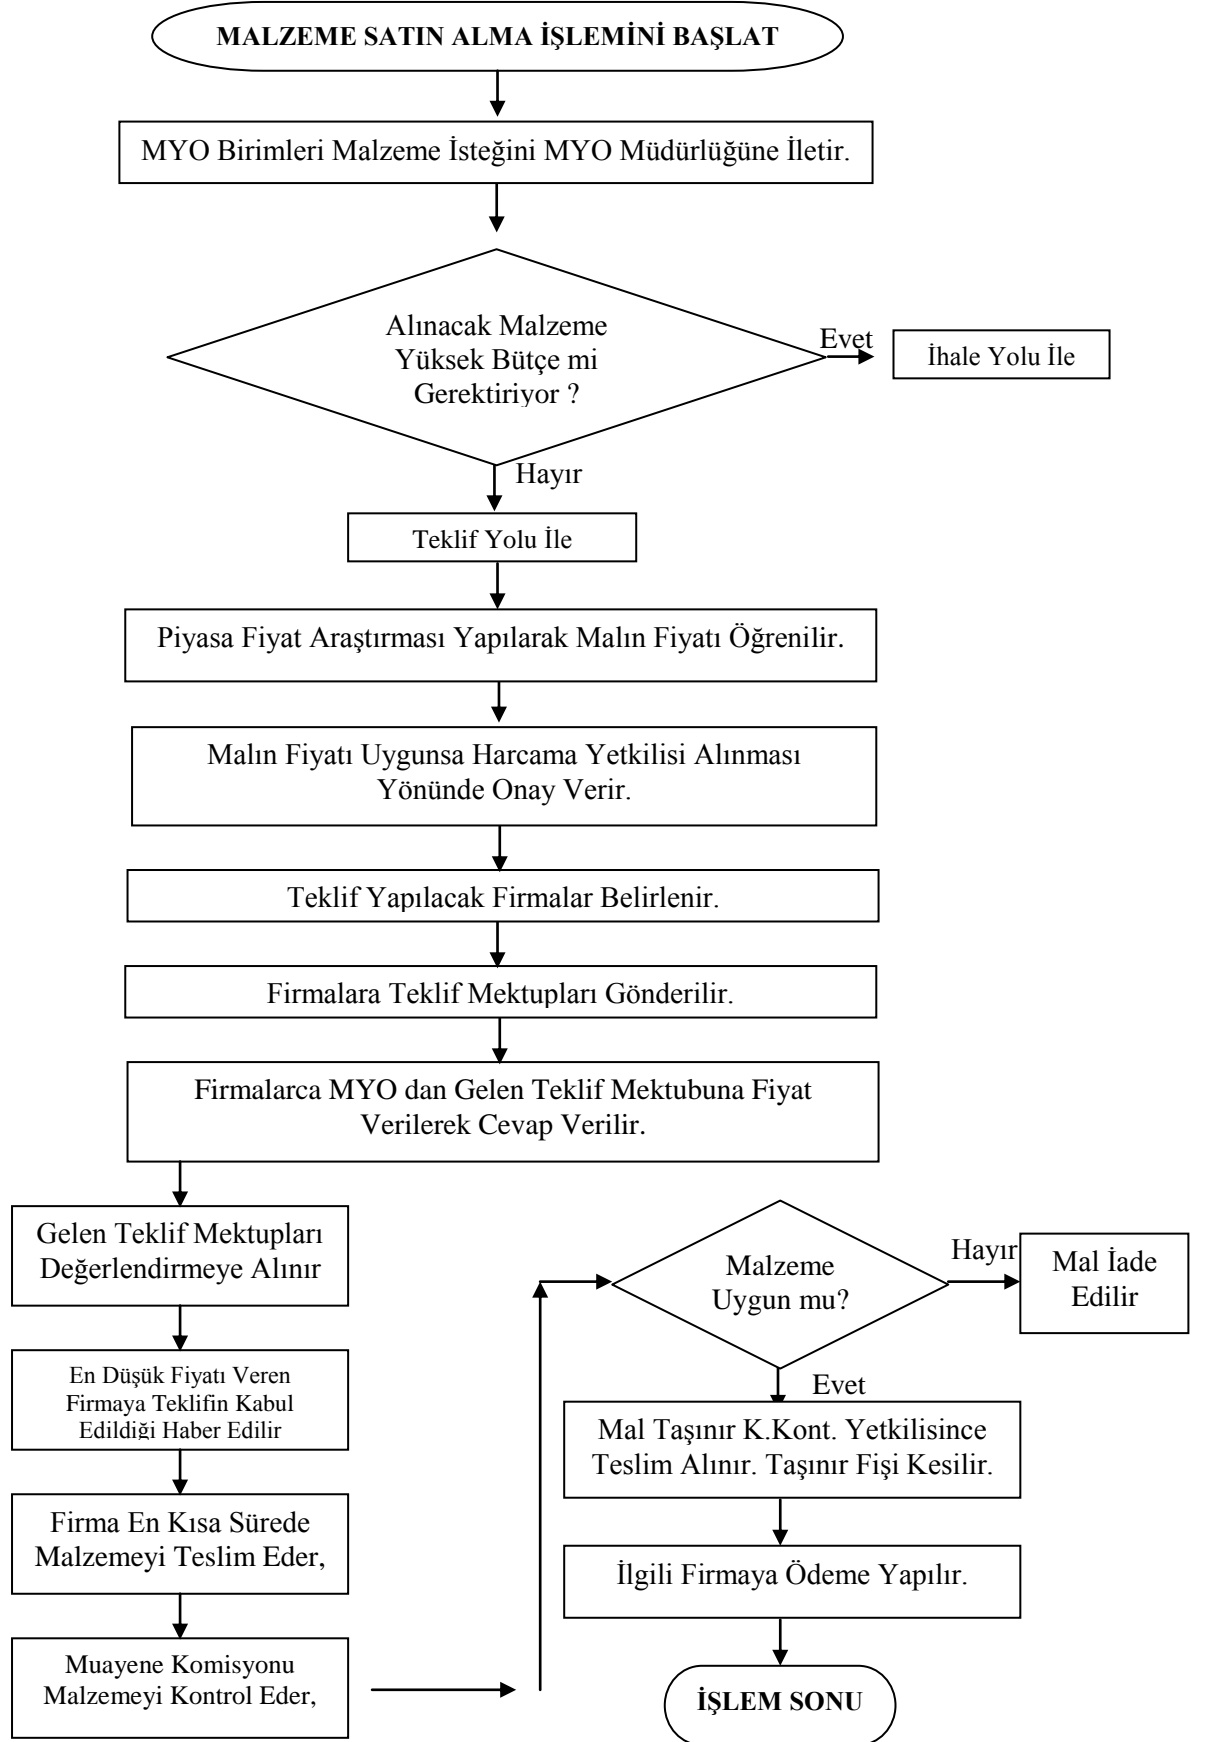 MALZEME SATIN ALMA İŞLEMİNİ BAŞLAT
MYO Birimleri Malzeme İsteğini MYO Müdürlüğüne İletir.
Alınacak Malzeme
Yüksek Bütçe mi
Gerektiriyor ?
Evet
İhale Yolu İle
Hayır
Teklif Yolu İle
Piyasa Fiyat Araştırması Yapılarak Malın Fiyatı Öğrenilir.
Malın Fiyatı Uygunsa Harcama Yetkilisi Alınması
Yönünde Onay Verir.
Teklif Yapılacak Firmalar Belirlenir.
Firmalara Teklif Mektupları Gönderilir.
Firmalarca MYO dan Gelen Teklif Mektubuna Fiyat
Verilerek Cevap Verilir.
Gelen Teklif Mektupları
Değerlendirmeye Alınır
En Düşük Fiyatı Veren
Firmaya Teklifin Kabul
Edildiği Haber Edilir
Firma En Kısa Sürede
Malzemeyi Teslim Eder,
Muayene Komisyonu
Malzemeyi Kontrol Eder,
Malzeme
Uygun mu?
Hayır
Mal İade
Edilir
Evet
Mal Taşınır K.Kont. Yetkilisince
Teslim Alınır. Taşınır Fişi Kesilir.
İlgili Firmaya Ödeme Yapılır.
İŞLEM SONU